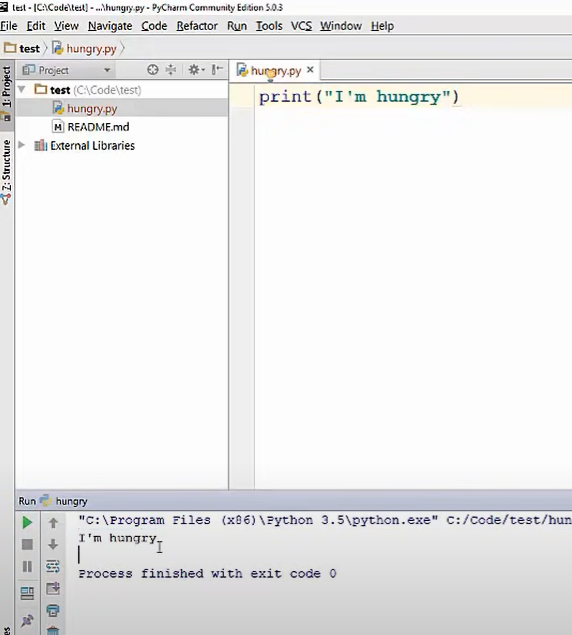 test - [C:\Code\test] - ...\hungry.py - PyCharm Community Edition 5.0.3
File Edit View Navigate Code Refactor Run Tools VCS Window Help
test hungry.py
1: Project
Z: Structure
Project
test (C:\Code\test)
hungry.py
README.md
External Libraries
hungry.py
print("I'm hungry")
Run hungry
"C:\Program Files (x86)\Python 3.5\python.exe" C:/Code/test/hun
I'm hungry
Process finished with exit code 0